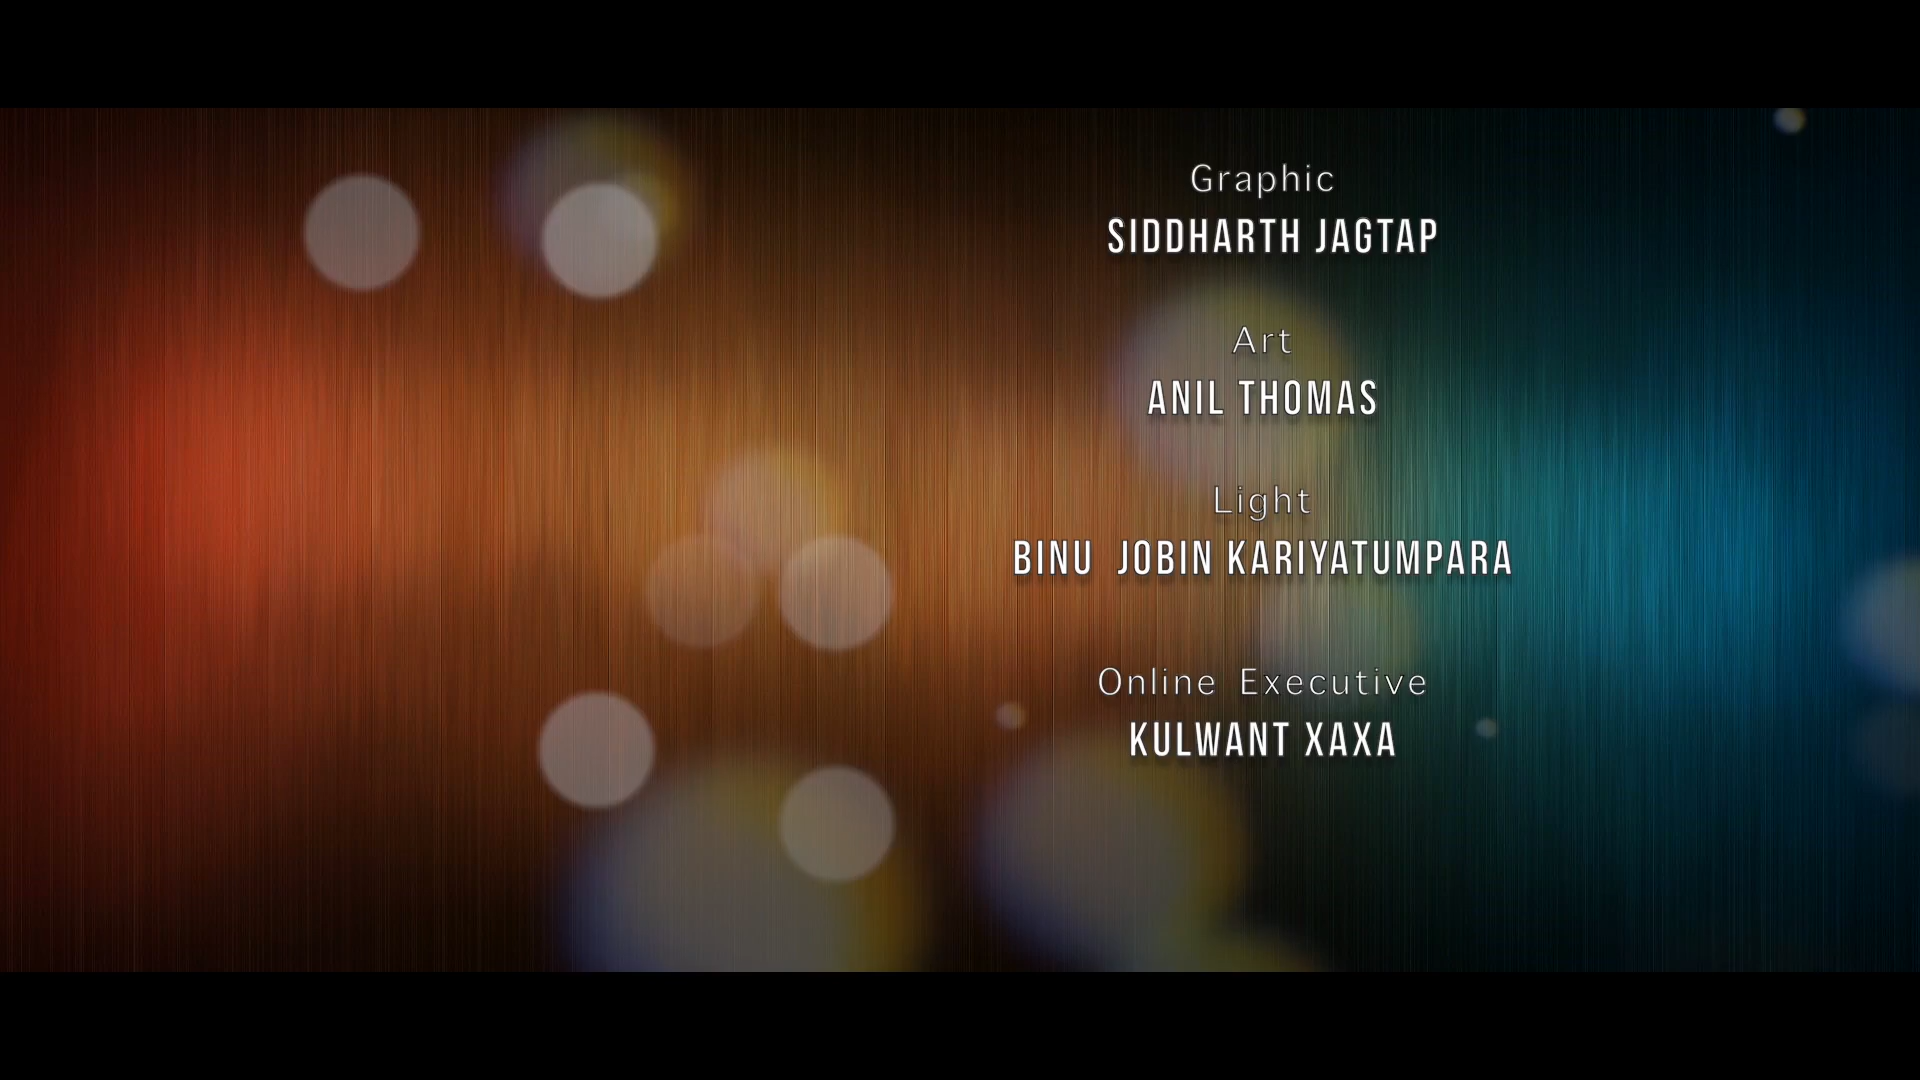 Graphic
SIDDHARTH JAGTAP
Art
ANIL THOMAS
Light
BINU  JOBIN KARIYATUMPARA
Online Executive
KULWANT XAXA